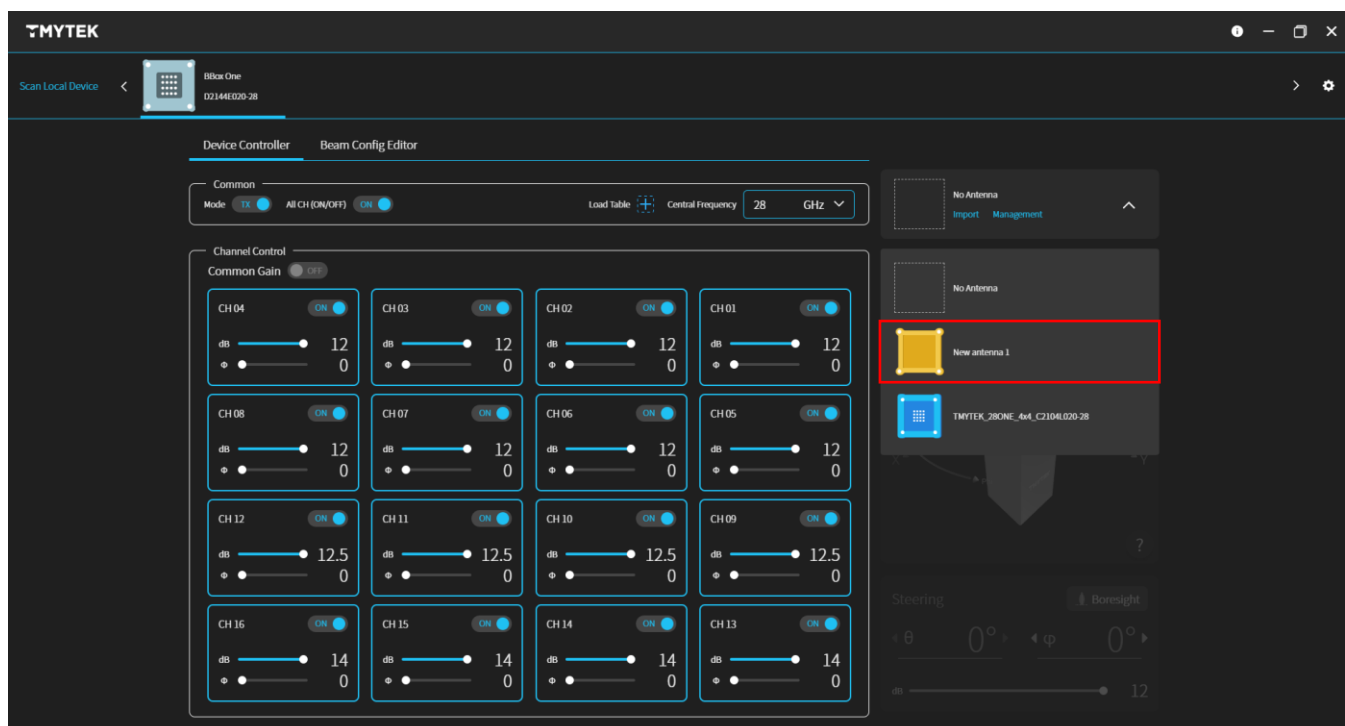 TMYTEK
Scan Local Device
BBox One
D2144E020-28
Device Controller Beam Config Editor
Common
Mode TX All CH (ON/OFF) ON Load Table Central Frequency 28 GHz
Channel Control
Common Gain OFF
CH 04 ON CH 03 ON CH 02 ON CH 01 ON
dB 12 dB 12 dB 12 dB 12
Φ 0 Φ 0 Φ 0 Φ 0
CH 08 ON CH 07 ON CH 06 ON CH 05 ON
dB 12 dB 12 dB 12 dB 12
Φ 0 Φ 0 Φ 0 Φ 0
CH 12 ON CH 11 ON CH 10 ON CH 09 ON
dB 12.5 dB 12.5 dB 12.5 dB 12.5
Φ 0 Φ 0 Φ 0 Φ 0
CH 16 ON CH 15 ON CH 14 ON CH 13 ON
dB 14 dB 14 dB 14 dB 14
Φ 0 Φ 0 Φ 0 Φ 0
No Antenna
Import Management
No Antenna
New antenna 1
TMYTEK_28ONE_4x4_C2104L020-28
X Y
?
Steering Boresight
θ 0° φ 0°
dB 12